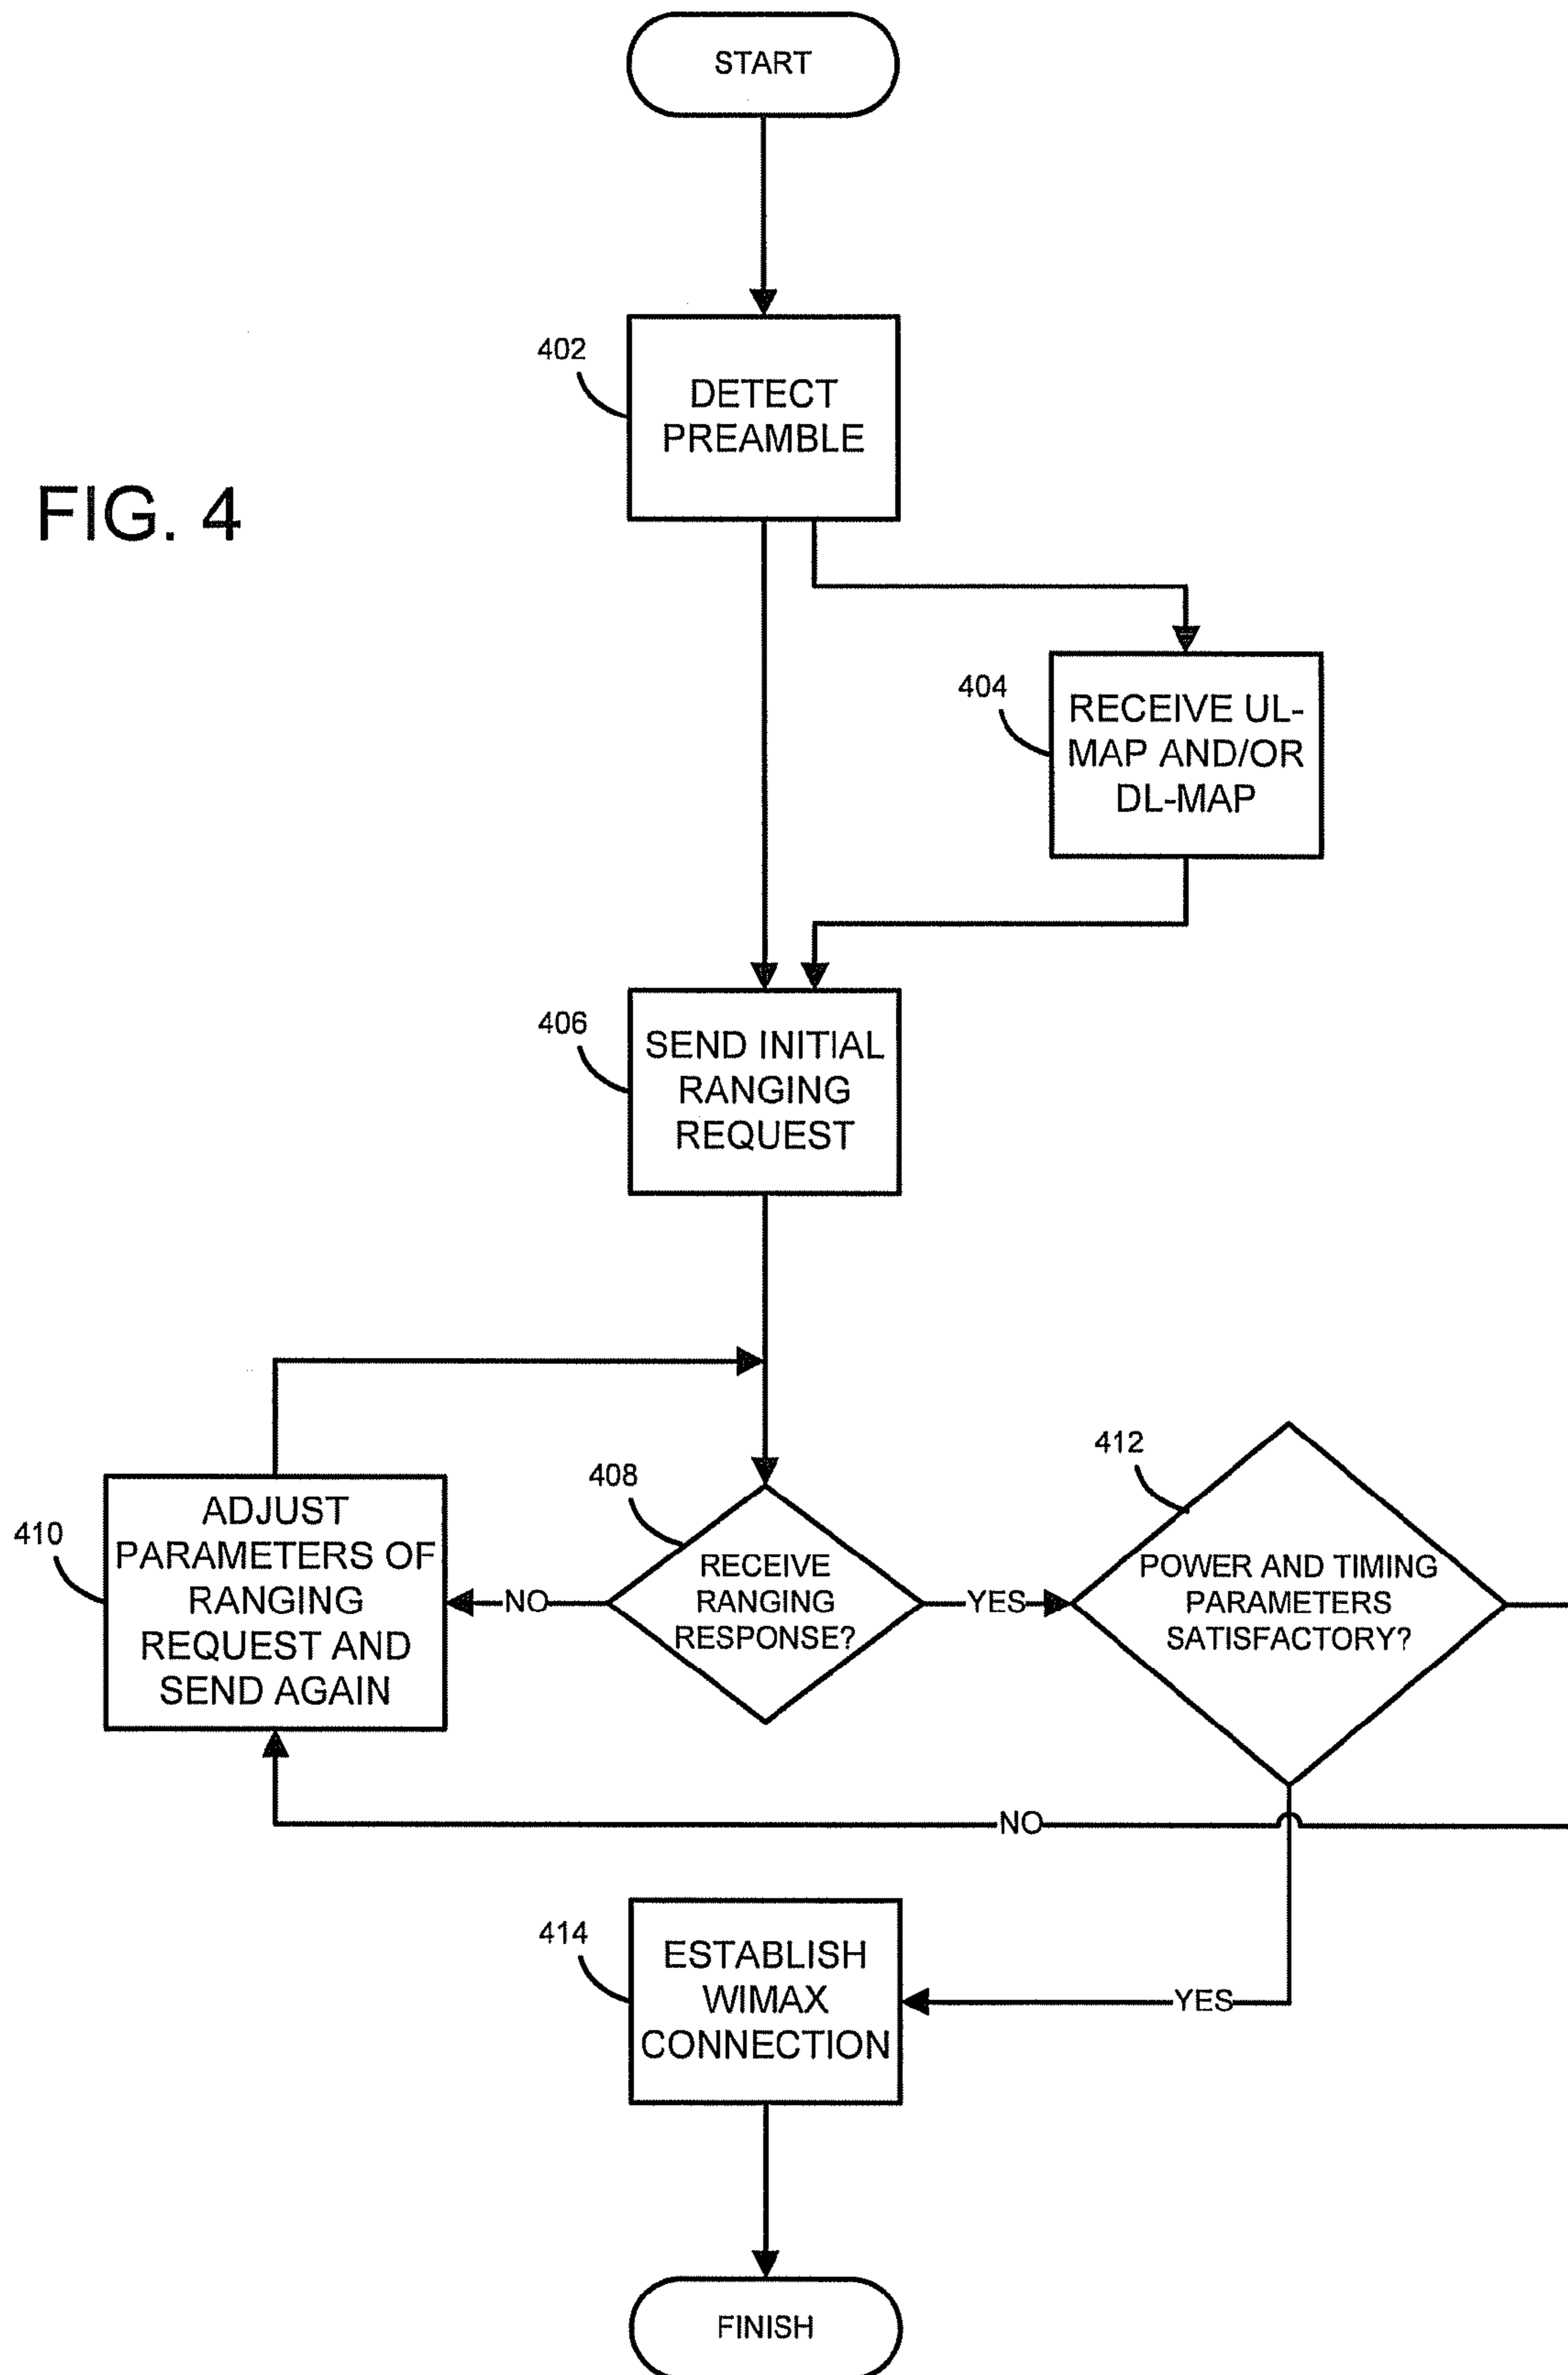 START
402
DETECT
PREAMBLE
FIG. 4
404
RECEIVE UL-
MAP AND/OR
DL-MAP
406
SEND INITIAL
RANGING
REQUEST
410
ADJUST
PARAMETERS OF
RANGING
REQUEST AND
SEND AGAIN
NO
408
RECEIVE
RANGING
RESPONSE?
YES
412
POWER AND TIMING
PARAMETERS
SATISFACTORY?
NO
414
ESTABLISH
WIMAX
CONNECTION
YES
FINISH